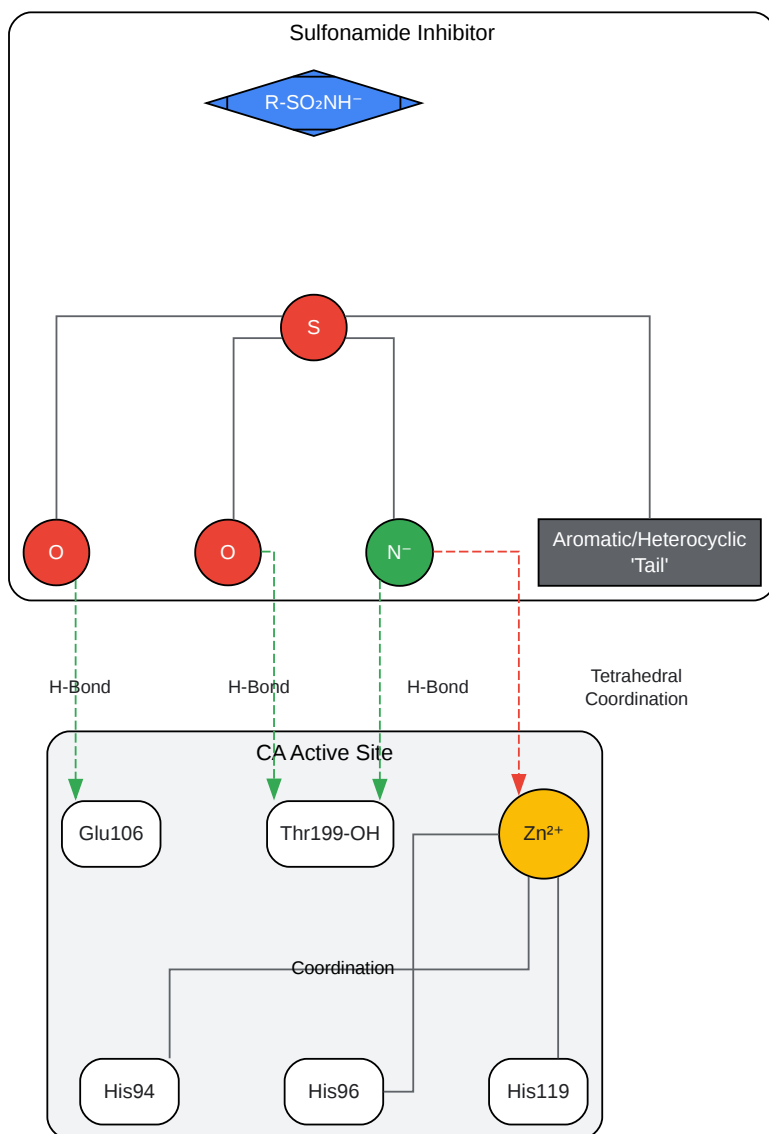 Sulfonamide Inhibitor
R-SO₂NH⁻
S
O
O
N⁻
Aromatic/Heterocyclic
'Tail'
H-Bond
H-Bond
H-Bond
Tetrahedral
Coordination
CA Active Site
Glu106
Thr199-OH
Zn²⁺
Coordination
His94
His96
His119